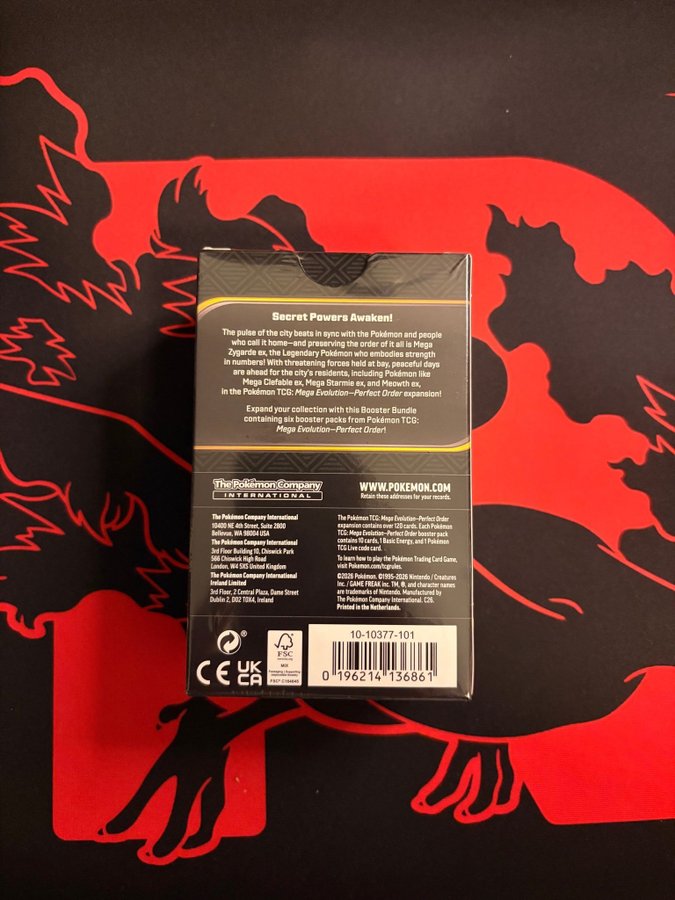 Secret Powers Awaken!
The pulse of the city beats in sync with the Pokémon and people
who call it home—and preserving the order of it all is Mega
Zygarde ex, the Legendary Pokémon who embodies strength
in numbers! With threatening forces held at bay, peaceful days
are ahead for the city's residents, including Pokémon like
Mega Clefable ex, Mega Starmie ex, and Meowth ex,
in the Pokémon TCG: Mega Evolution—Perfect Order expansion!
Expand your collection with this Booster Bundle
containing six booster packs from Pokémon TCG:
Mega Evolution—Perfect Order!
The Pokémon Company
INTERNATIONAL
WWW.POKEMON.COM
Retain these addresses for your records.
The Pokémon Company International
10400 NE 4th Street, Suite 2800
Bellevue, WA 98004 USA
The Pokémon Company International
3rd Floor Building 10, Chiswick Park
566 Chiswick High Road
London, W4 5XS United Kingdom
The Pokémon Company International
Ireland Limited
3rd Floor, 2 Central Plaza, Dame Street
Dublin 2, D02 T0X4, Ireland
The Pokémon TCG: Mega Evolution—Perfect Order
expansion contains over 120 cards. Each Pokémon
TCG: Mega Evolution—Perfect Order booster pack
contains 10 cards, 1 Basic Energy, and 1 Pokémon
TCG Live code card.
To learn how to play the Pokémon Trading Card Game,
visit Pokemon.com/tcgrules.
©2026 Pokémon. ©1995-2026 Nintendo / Creatures
Inc. / GAME FREAK inc. TM, ®, and character names
are trademarks of Nintendo. Manufactured by
The Pokémon Company International. C26.
Printed in the Netherlands.
CE
UK
CA
FSC
www.fsc.org
MIX
Packaging | Supporting
responsible forestry
FSC® C104645
10-10377-101
0 196214 136861